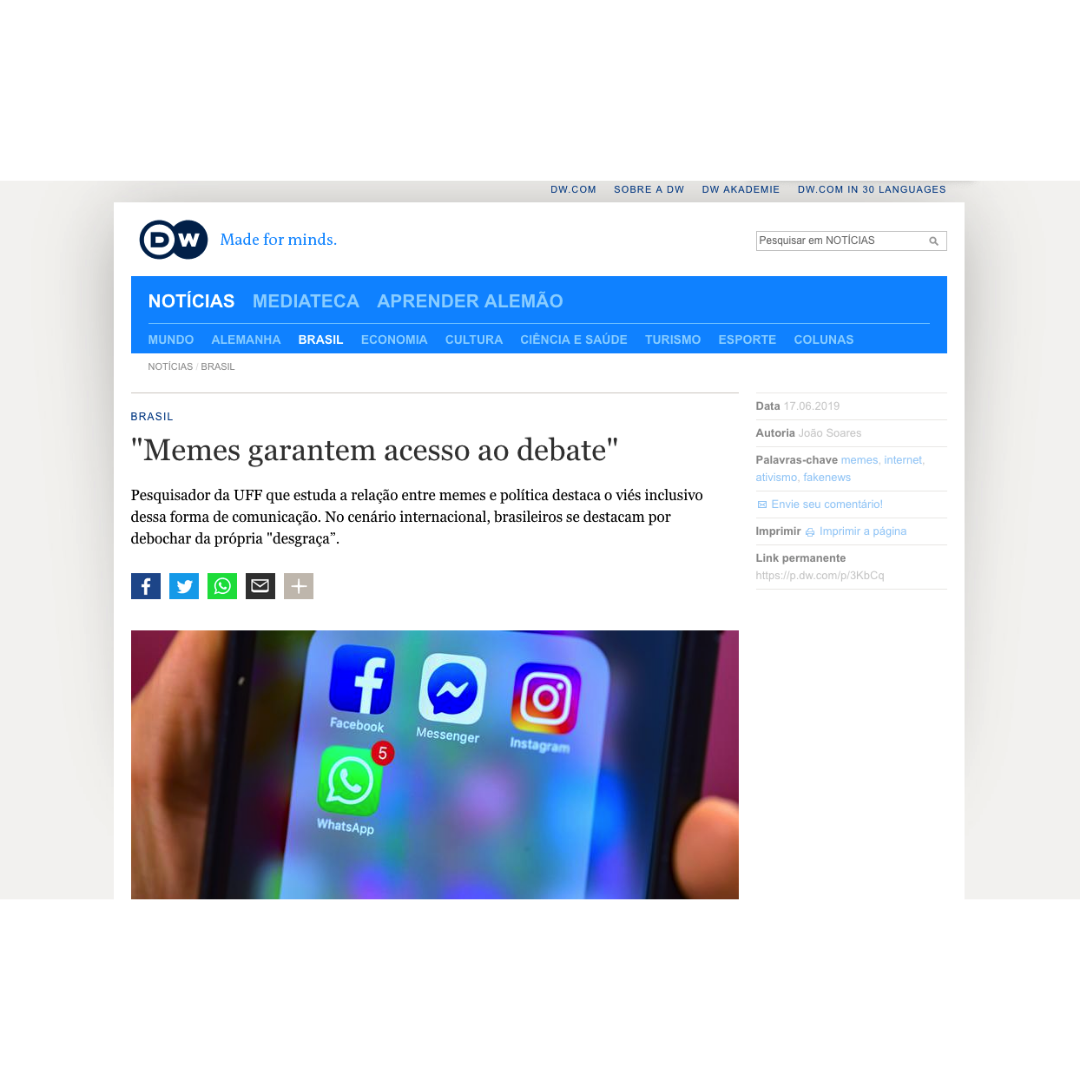 DW.COM SOBRE A DW DW AKADEMIE DW.COM IN 30 LANGUAGES
DW Made for minds.
Pesquisar em NOTÍCIAS
NOTÍCIAS MEDIATECA APRENDER ALEMÃO
MUNDO ALEMANHA BRASIL ECONOMIA CULTURA CIÊNCIA E SAÚDE TURISMO ESPORTE COLUNAS
NOTÍCIAS / BRASIL
BRASIL
"Memes garantem acesso ao debate"
Pesquisador da UFF que estuda a relação entre memes e política destaca o viés inclusivo
dessa forma de comunicação. No cenário internacional, brasileiros se destacam por
debochar da própria "desgraça”.
Data 17.06.2019
Autoria João Soares
Palavras-chave memes, internet,
ativismo, fakenews
Envie seu comentário!
Imprimir Imprimir a página
Link permanente
https://p.dw.com/p/3KbCq
Facebook
Messenger
Instagram
5
WhatsApp